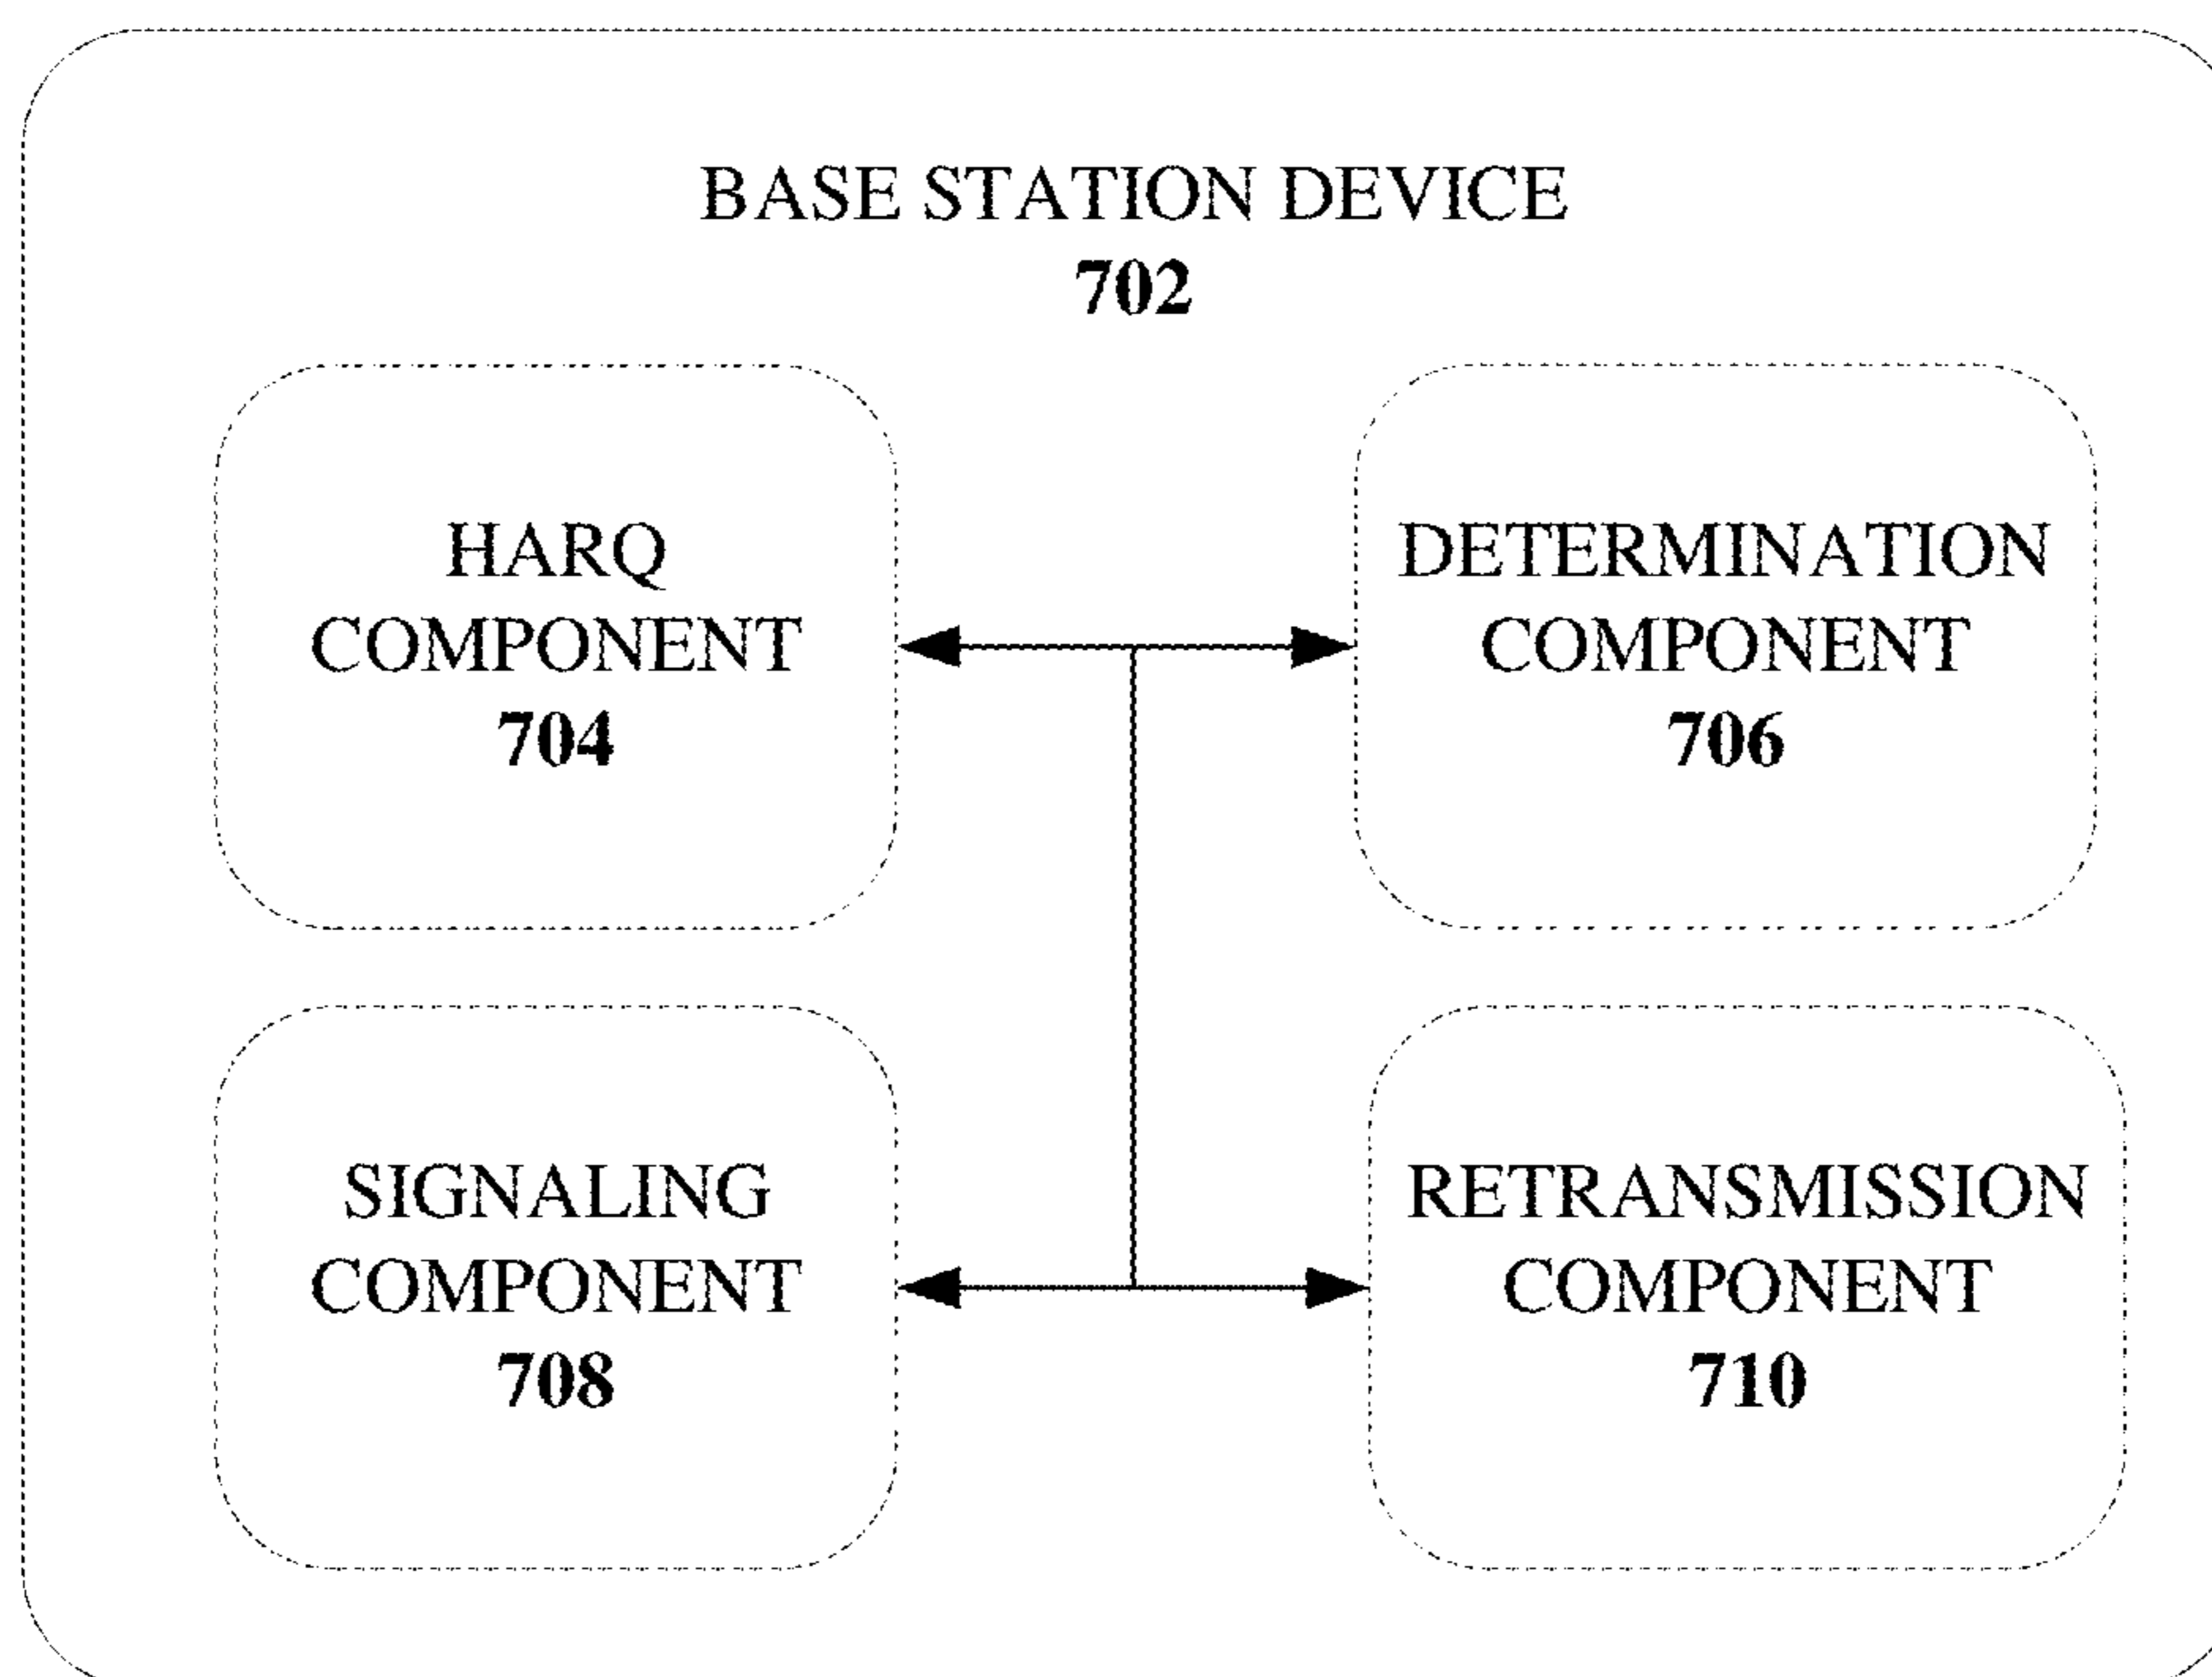 BASE STATION DEVICE
702
HARQ
COMPONENT
704
DETERMINATION
COMPONENT
706
SIGNALING
COMPONENT
708
RETRANSMISSION
COMPONENT
710